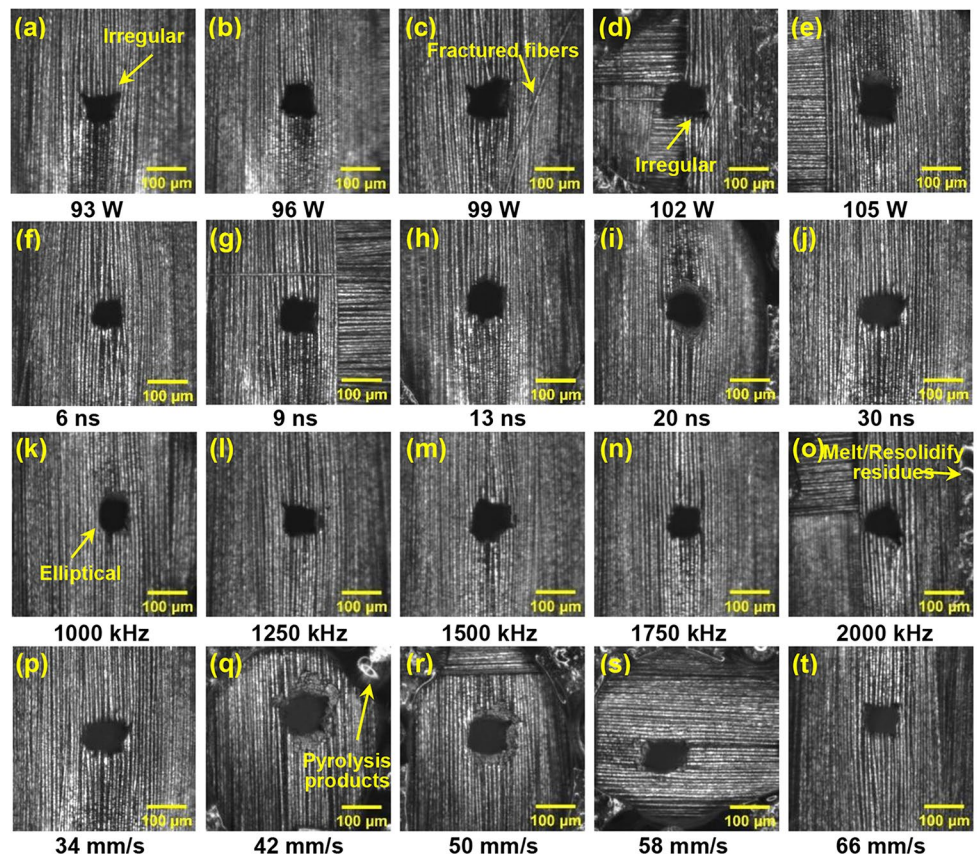 (a)
Irregular
100 µm
93 W
(b)
100 µm
96 W
(c)
Fractured fibers
100 µm
99 W
(d)
Irregular
100 µm
102 W
(e)
100 µm
105 W
(f)
100 µm
6 ns
(g)
100 µm
9 ns
(h)
100 µm
13 ns
(i)
100 µm
20 ns
(j)
100 µm
30 ns
(k)
Elliptical
100 µm
1000 kHz
(l)
100 µm
1250 kHz
(m)
100 µm
1500 kHz
(n)
100 µm
1750 kHz
(o)
Melt/Resolidify
residues
100 µm
2000 kHz
(p)
100 µm
34 mm/s
(q)
Pyrolysis
products
100 µm
42 mm/s
(r)
100 µm
50 mm/s
(s)
100 µm
58 mm/s
(t)
100 µm
66 mm/s